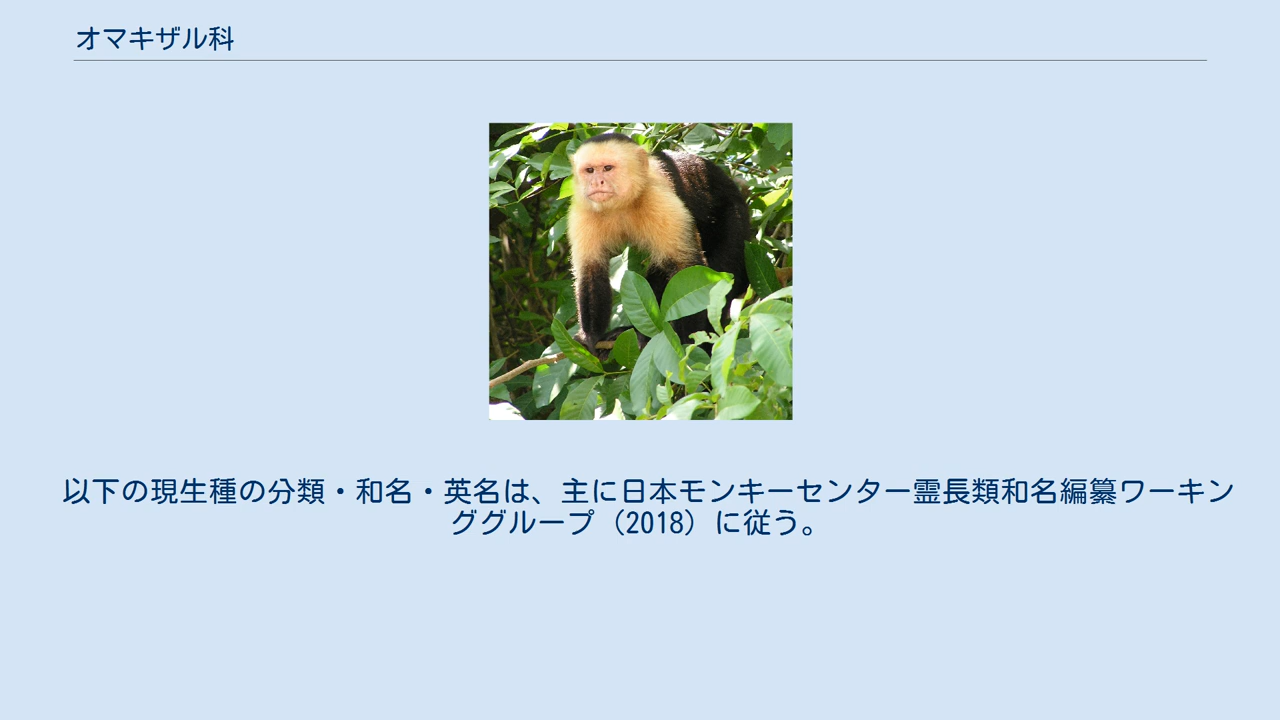 オマキザル科
以下の現生種の分類・和名・英名は、主に日本モンキーセンター霊長類和名編纂ワーキン
ググループ（2018）に従う。